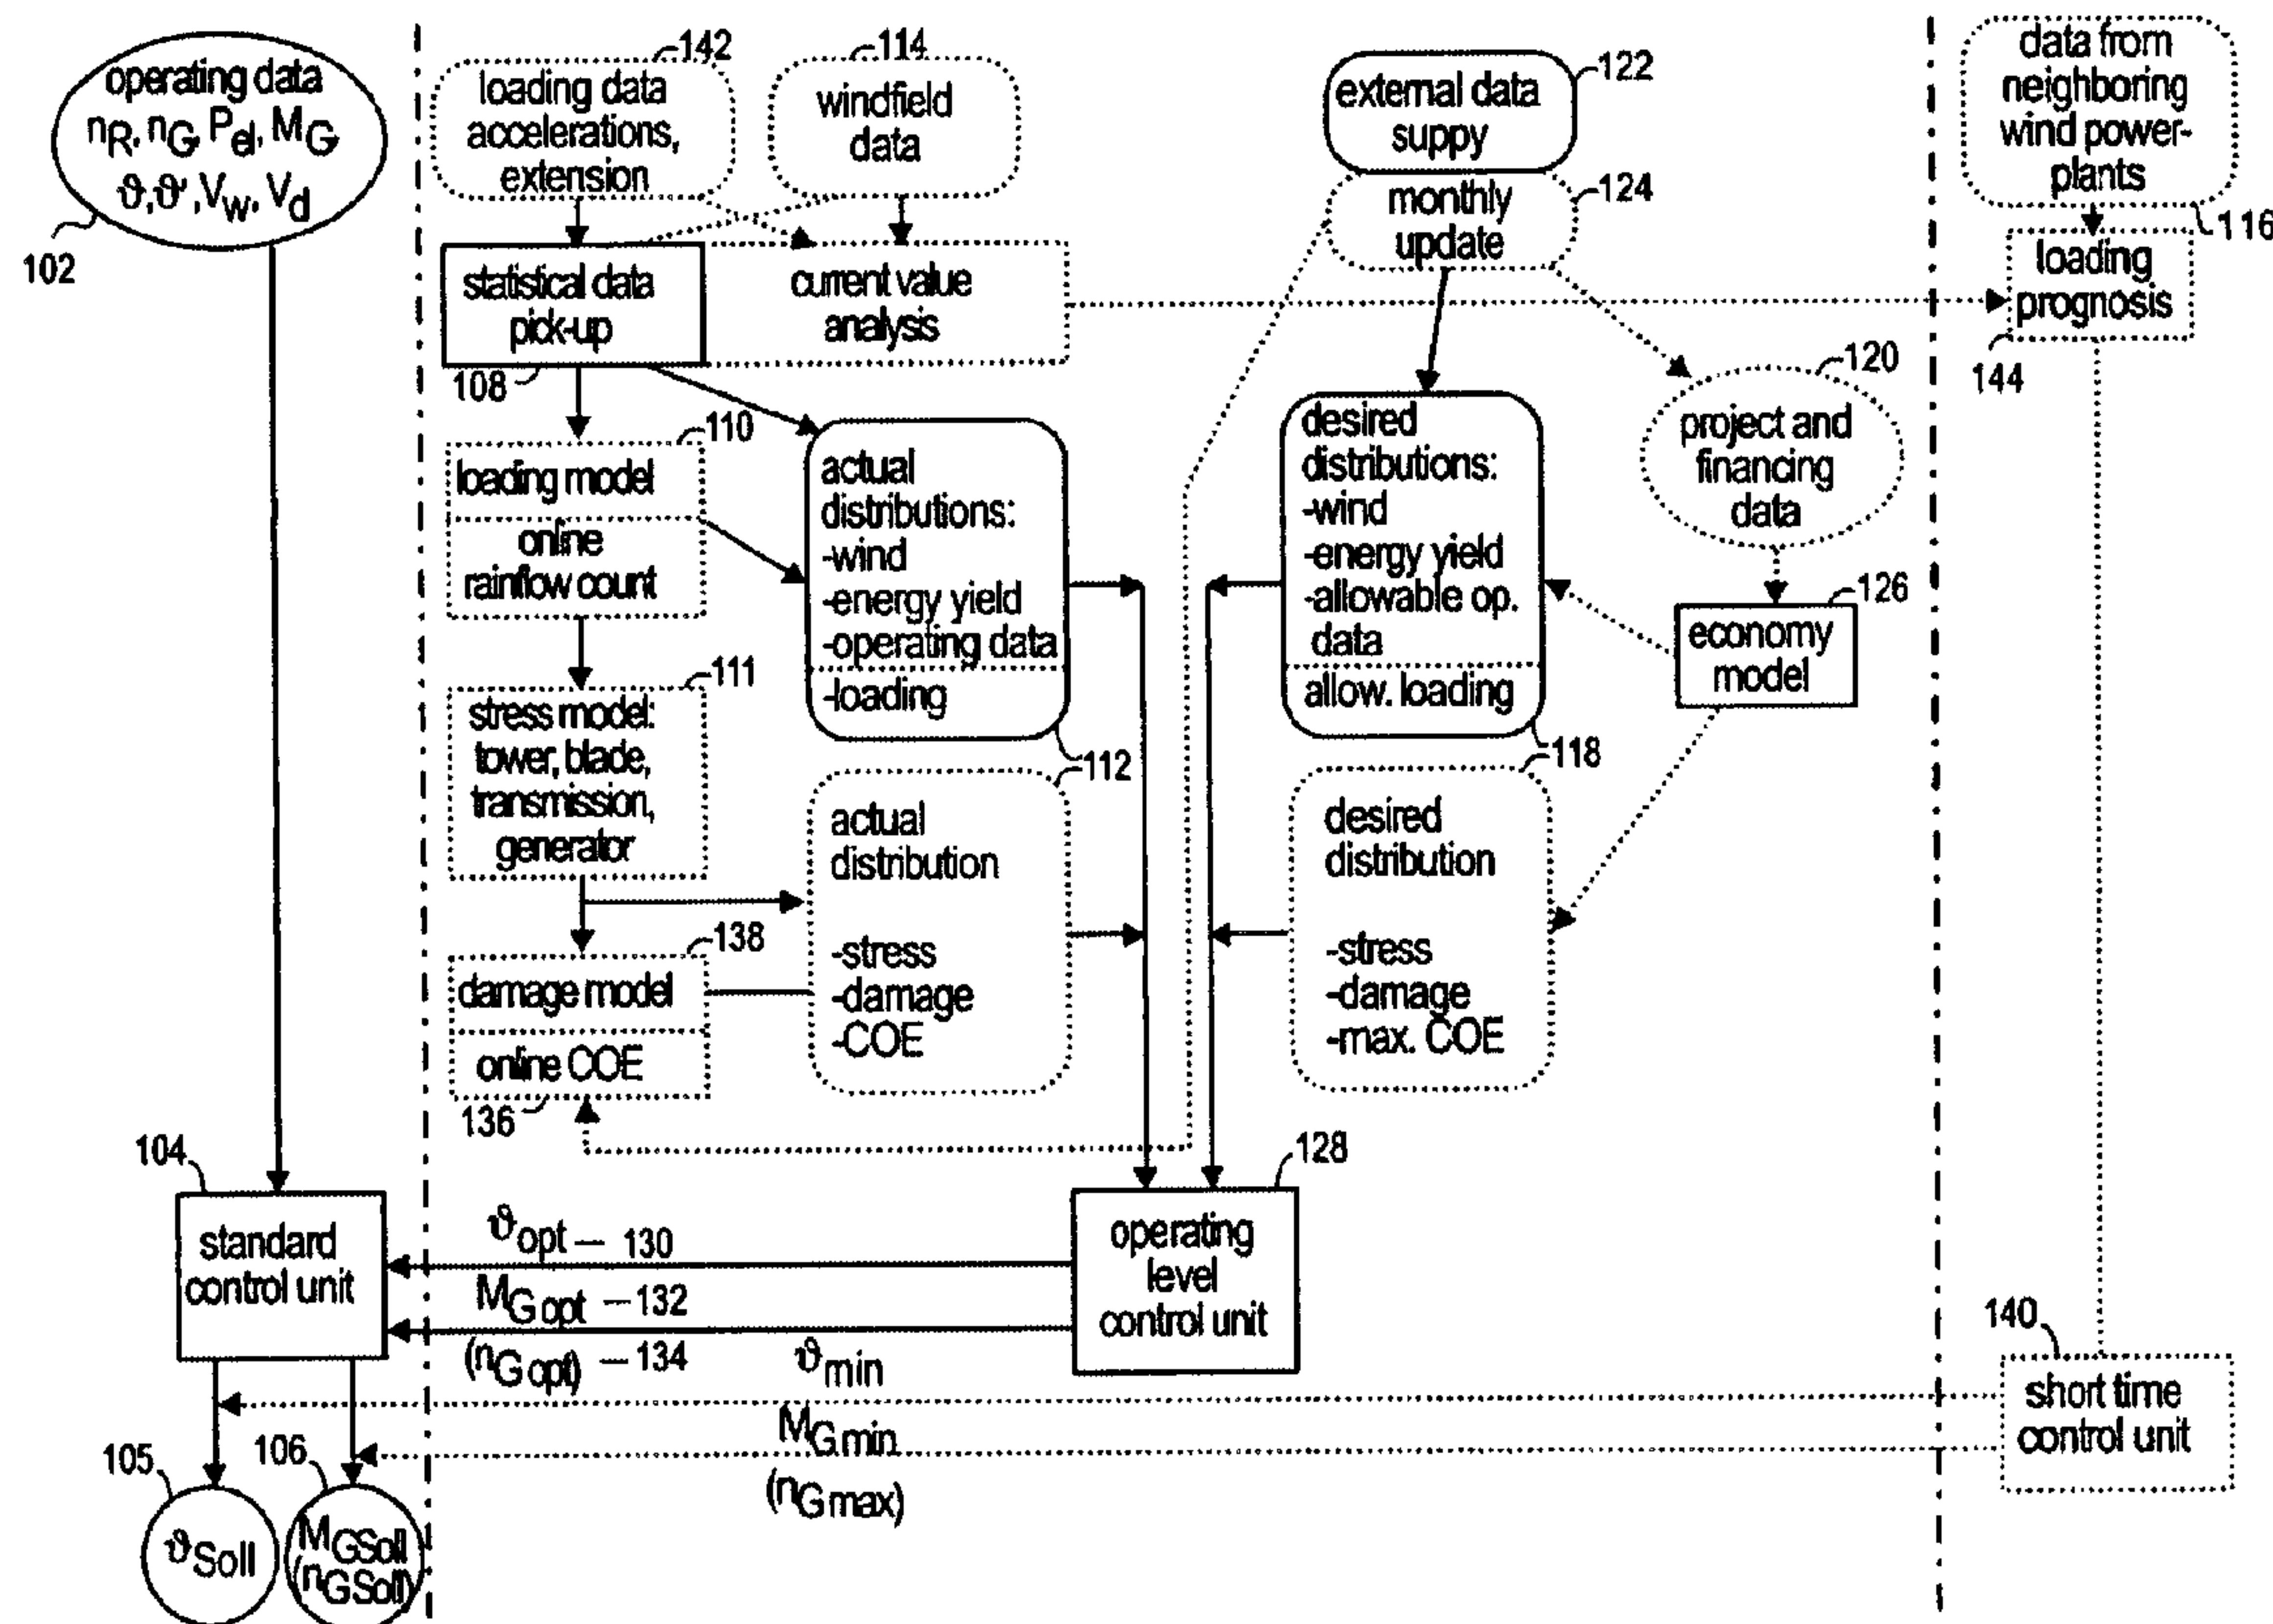 operating data
nR, nG, Pel, MG,
ϑ, ϑ', Vw, Vd
102
loading data
accelerations,
extension
142
windfield
data
114
external data
suppy
122
monthly
update
124
data from
neighboring
wind power-
plants
116
statistical data
pick-up
108
current value
analysis
loading
prognosis
144
loading model
110
online
rainflow count
actual
distributions:
-wind
-energy yield
-operating data
-loading
112
desired
distributions:
-wind
-energy yield
-allowable op.
data
allow. loading
118
project and
financing
data
120
economy
model
126
stress model:
tower, blade,
transmission,
generator
111
actual
distribution
-stress
-damage
-COE
desired
distribution
-stress
-damage
-max. COE
damage model
138
online COE
136
104
standard
control unit
128
operating
level
control unit
ϑopt — 130
MG opt — 132
(nG opt) — 134
ϑmin
MG min
(nG max)
140
short time
control unit
105
ϑSoll
106
MGSoll
(nGSoll)